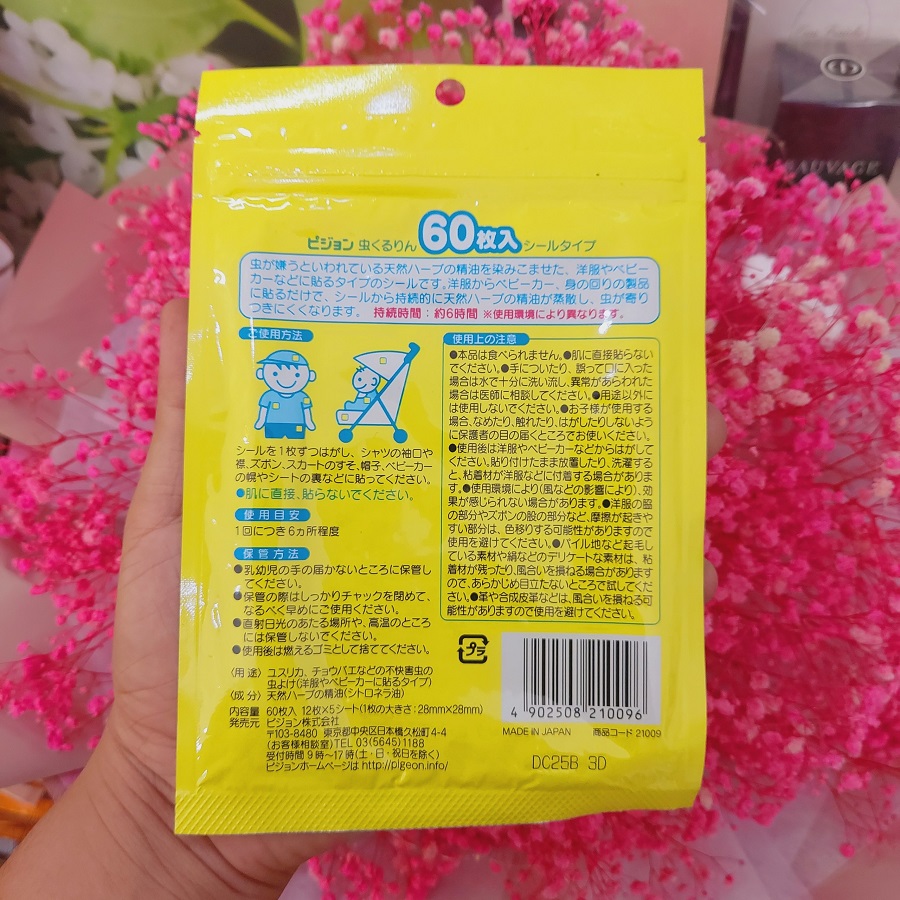 SAUVAGE
ピジョン 虫くるりん 60枚入 シールタイプ
虫が嫌うといわれている天然ハーブの精油を染みこませた、洋服やベビー
カーなどに貼るタイプのシールです。洋服からベビーカー、身の回りの製品
に貼るだけで、シールから持続的に天然ハーブの精油が蒸散し、虫が寄り
つきにくくなります。 持続時間：約6時間 ※使用環境により異なります。
ご使用方法
シールを1枚ずつはがし、シャツの袖口や
襟、ズボン、スカートのすそ、帽子、ベビーカー
の幌やシートの裏などに貼ってください。
●肌に直接、貼らないでください。
使用目安
1回につき6ヵ所程度
保管方法
●乳幼児の手の届かないところに保管し
てください。
●保管の際はしっかりチャックを閉めて、
なるべく早めにご使用ください。
●直射日光のあたる場所や、高温のところ
には保管しないでください。
●使用後は燃えるゴミとして捨ててください。
使用上の注意
●本品は食べられません。●肌に直接貼らない
でください。●手についたり、誤って口に入った
場合は水で十分に洗い流し、異常があらわれた
場合は医師に相談してください。●用途以外に
は使用しないでください。●お子様が使用する
場合、なめたり、触れたり、はがしたりしないよう
に保護者の目の届くところでお使いください。
●使用後は洋服やベビーカーなどからはがして
ください。貼り付けたまま放置したり、洗濯する
と、粘着材が洋服などに付着する場合がありま
す。●使用環境により(風などの影響により)、効
果が感じられない場合があります。●洋服の脇
の部分やズボンの股の部分など、摩擦が起きや
すい部分は、色移りする可能性がありますので
使用を避けてください。●パイル地など起毛し
ている素材や絹などのデリケートな素材は、粘
着材が残ったり、風合いを損ねる場合があります
ので、あらかじめ目立たないところで試してくだ
さい。●革や合成皮革などは、風合いを損ねる可
能性がありますので使用を避けてください。
〈用 途〉 ユスリカ、チョウバエなどの不快害虫の
虫よけ(洋服やベビーカーに貼るタイプ)
〈成 分〉 天然ハーブの精油(シトロネラ油)
内容量 60枚入 12枚×5シート(1枚の大きさ:28mm×28mm)
発売元 ピジョン株式会社
〒103-8480 東京都中央区日本橋久松町4-4
(お客様相談室)TEL 03(5645)1188
受付時間 9時〜17時(土・日・祝日を除く)
ピジョンホームページは http://pigeon.info/
プラ
4 902508 210096
MADE IN JAPAN 商品コード 21009
DC25B 3D